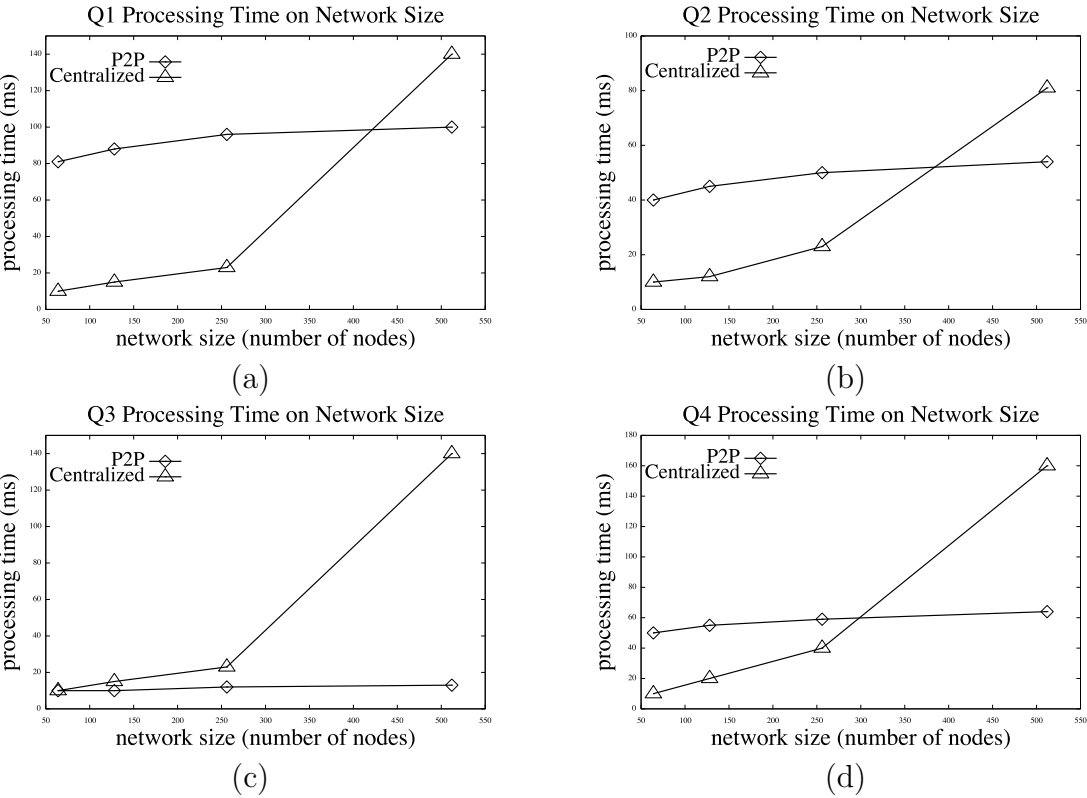 Q1 Processing Time on Network Size
P2P
Centralized
processing time (ms)
140
120
100
80
60
40
20
0
50 100 150 200 250 300 350 400 450 500 550
network size (number of nodes)
(a)
Q2 Processing Time on Network Size
P2P
Centralized
processing time (ms)
100
80
60
40
20
0
50 100 150 200 250 300 350 400 450 500 550
network size (number of nodes)
(b)
Q3 Processing Time on Network Size
P2P
Centralized
processing time (ms)
140
120
100
80
60
40
20
0
50 100 150 200 250 300 350 400 450 500 550
network size (number of nodes)
(c)
Q4 Processing Time on Network Size
P2P
Centralized
processing time (ms)
180
160
140
120
100
80
60
40
20
0
50 100 150 200 250 300 350 400 450 500 550
network size (number of nodes)
(d)